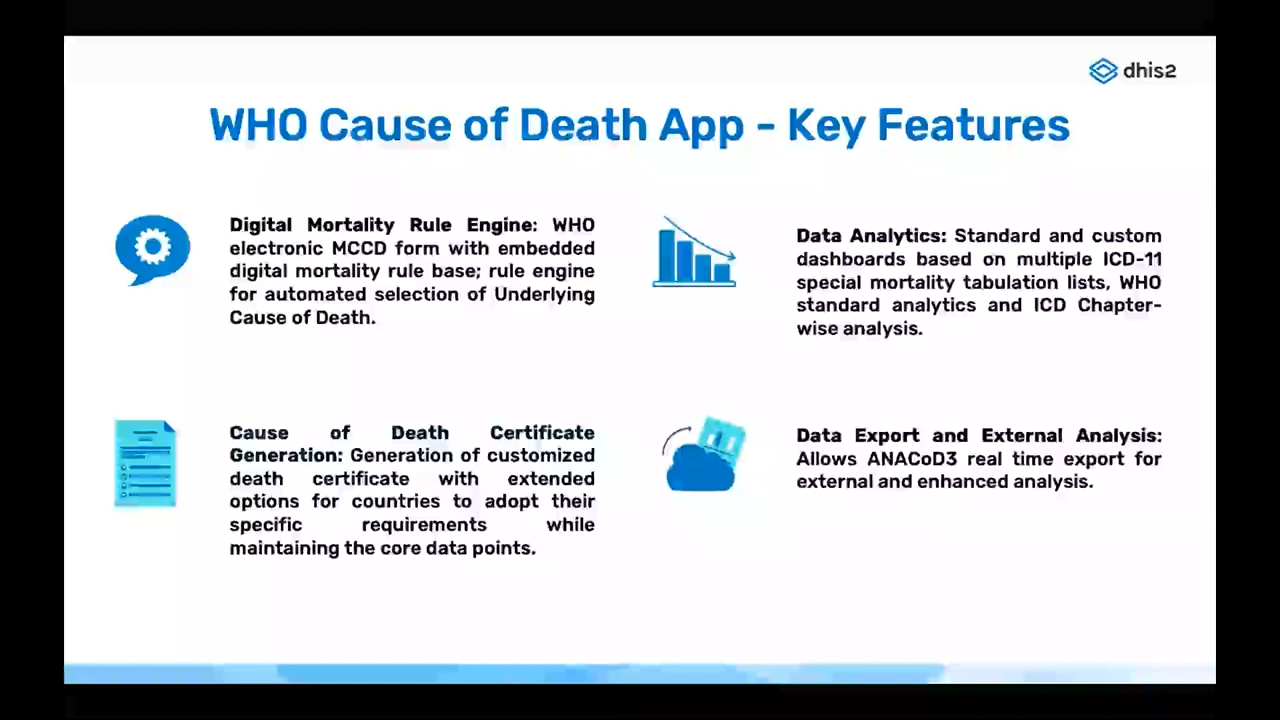 dhis2
WHO Cause of Death App - Key Features
Digital Mortality Rule Engine: WHO
electronic MCCD form with embedded
digital mortality rule base; rule engine
for automated selection of Underlying
Cause of Death.
Data Analytics: Standard and custom
dashboards based on multiple ICD-11
special mortality tabulation lists, WHO
standard analytics and ICD Chapter-
wise analysis.
Cause of Death Certificate
Generation: Generation of customized
death certificate with extended
options for countries to adopt their
specific requirements while
maintaining the core data points.
Data Export and External Analysis:
Allows ANACoD3 real time export for
external and enhanced analysis.